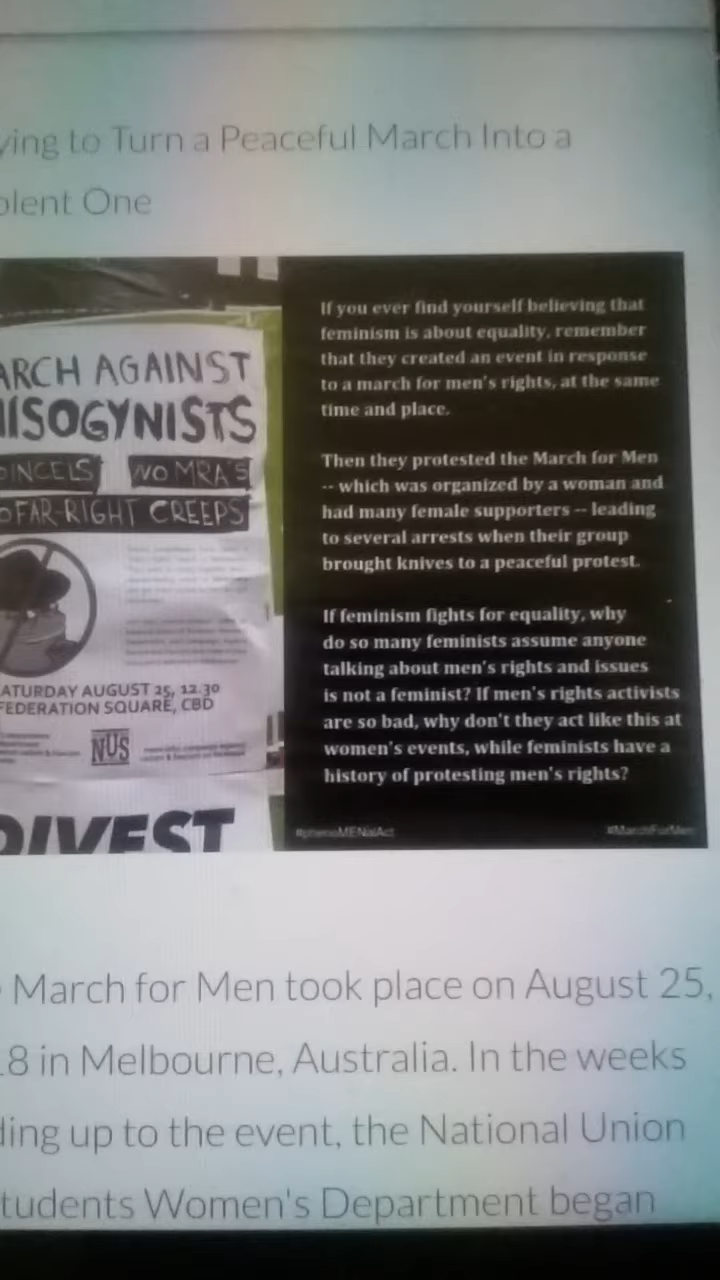 ying to Turn a Peaceful March Into a
olent One
ARCH AGAINST
ISOGYNISTS
INCELS NO MRA'S
FAR-RIGHT CREEPS
ATURDAY AUGUST 25, 12.30
FEDERATION SQUARE, CBD
NUS
DIVEST
If you ever find yourself believing that
feminism is about equality, remember
that they created an event in response
to a march for men's rights, at the same
time and place.
Then they protested the March for Men
-- which was organized by a woman and
had many female supporters -- leading
to several arrests when their group
brought knives to a peaceful protest.
If feminism fights for equality, why
do so many feminists assume anyone
talking about men's rights and issues
is not a feminist? If men's rights activists
are so bad, why don't they act like this at
women's events, while feminists have a
history of protesting men's rights?
#phenoMENalAct #MarchForMen
March for Men took place on August 25,
8 in Melbourne, Australia. In the weeks
ding up to the event, the National Union
tudents Women's Department began